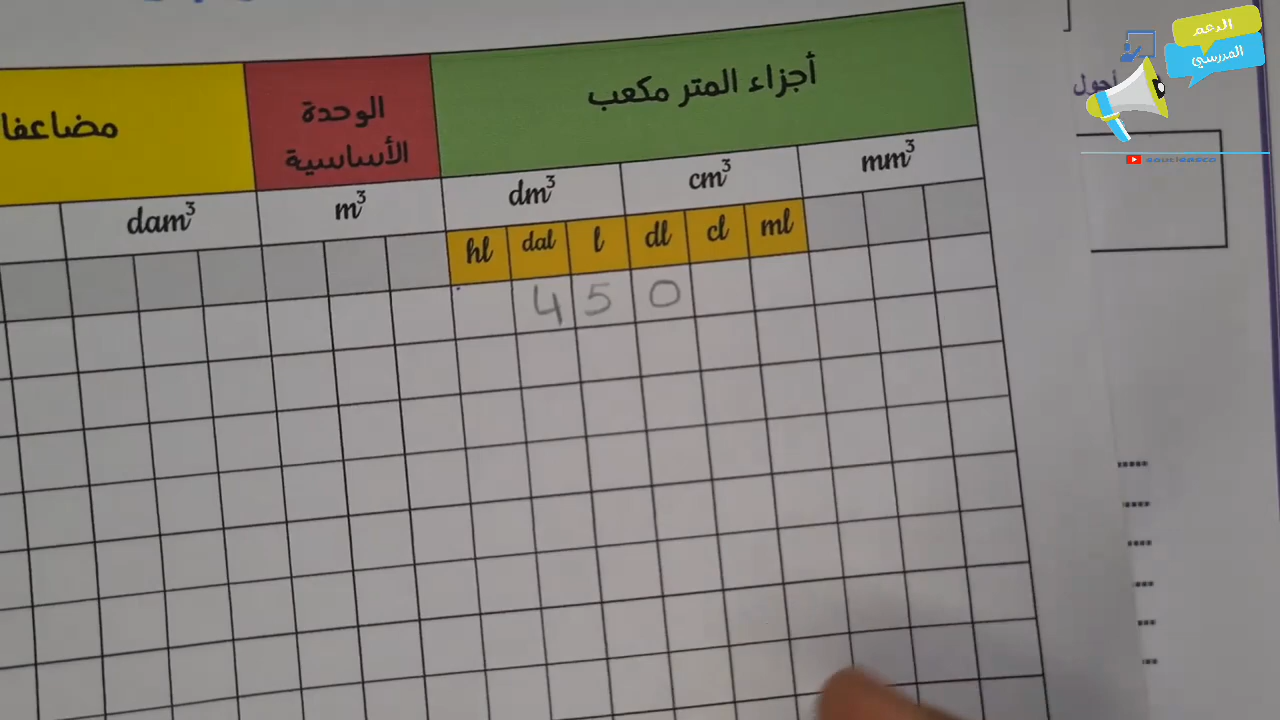 الدعم
المدرسي
أحول
أجزاء المتر مكعب
الوحدة
الأساسية
dam³ m³ dm³ cm³ mm³
hl dal l dl cl ml
4 5 0